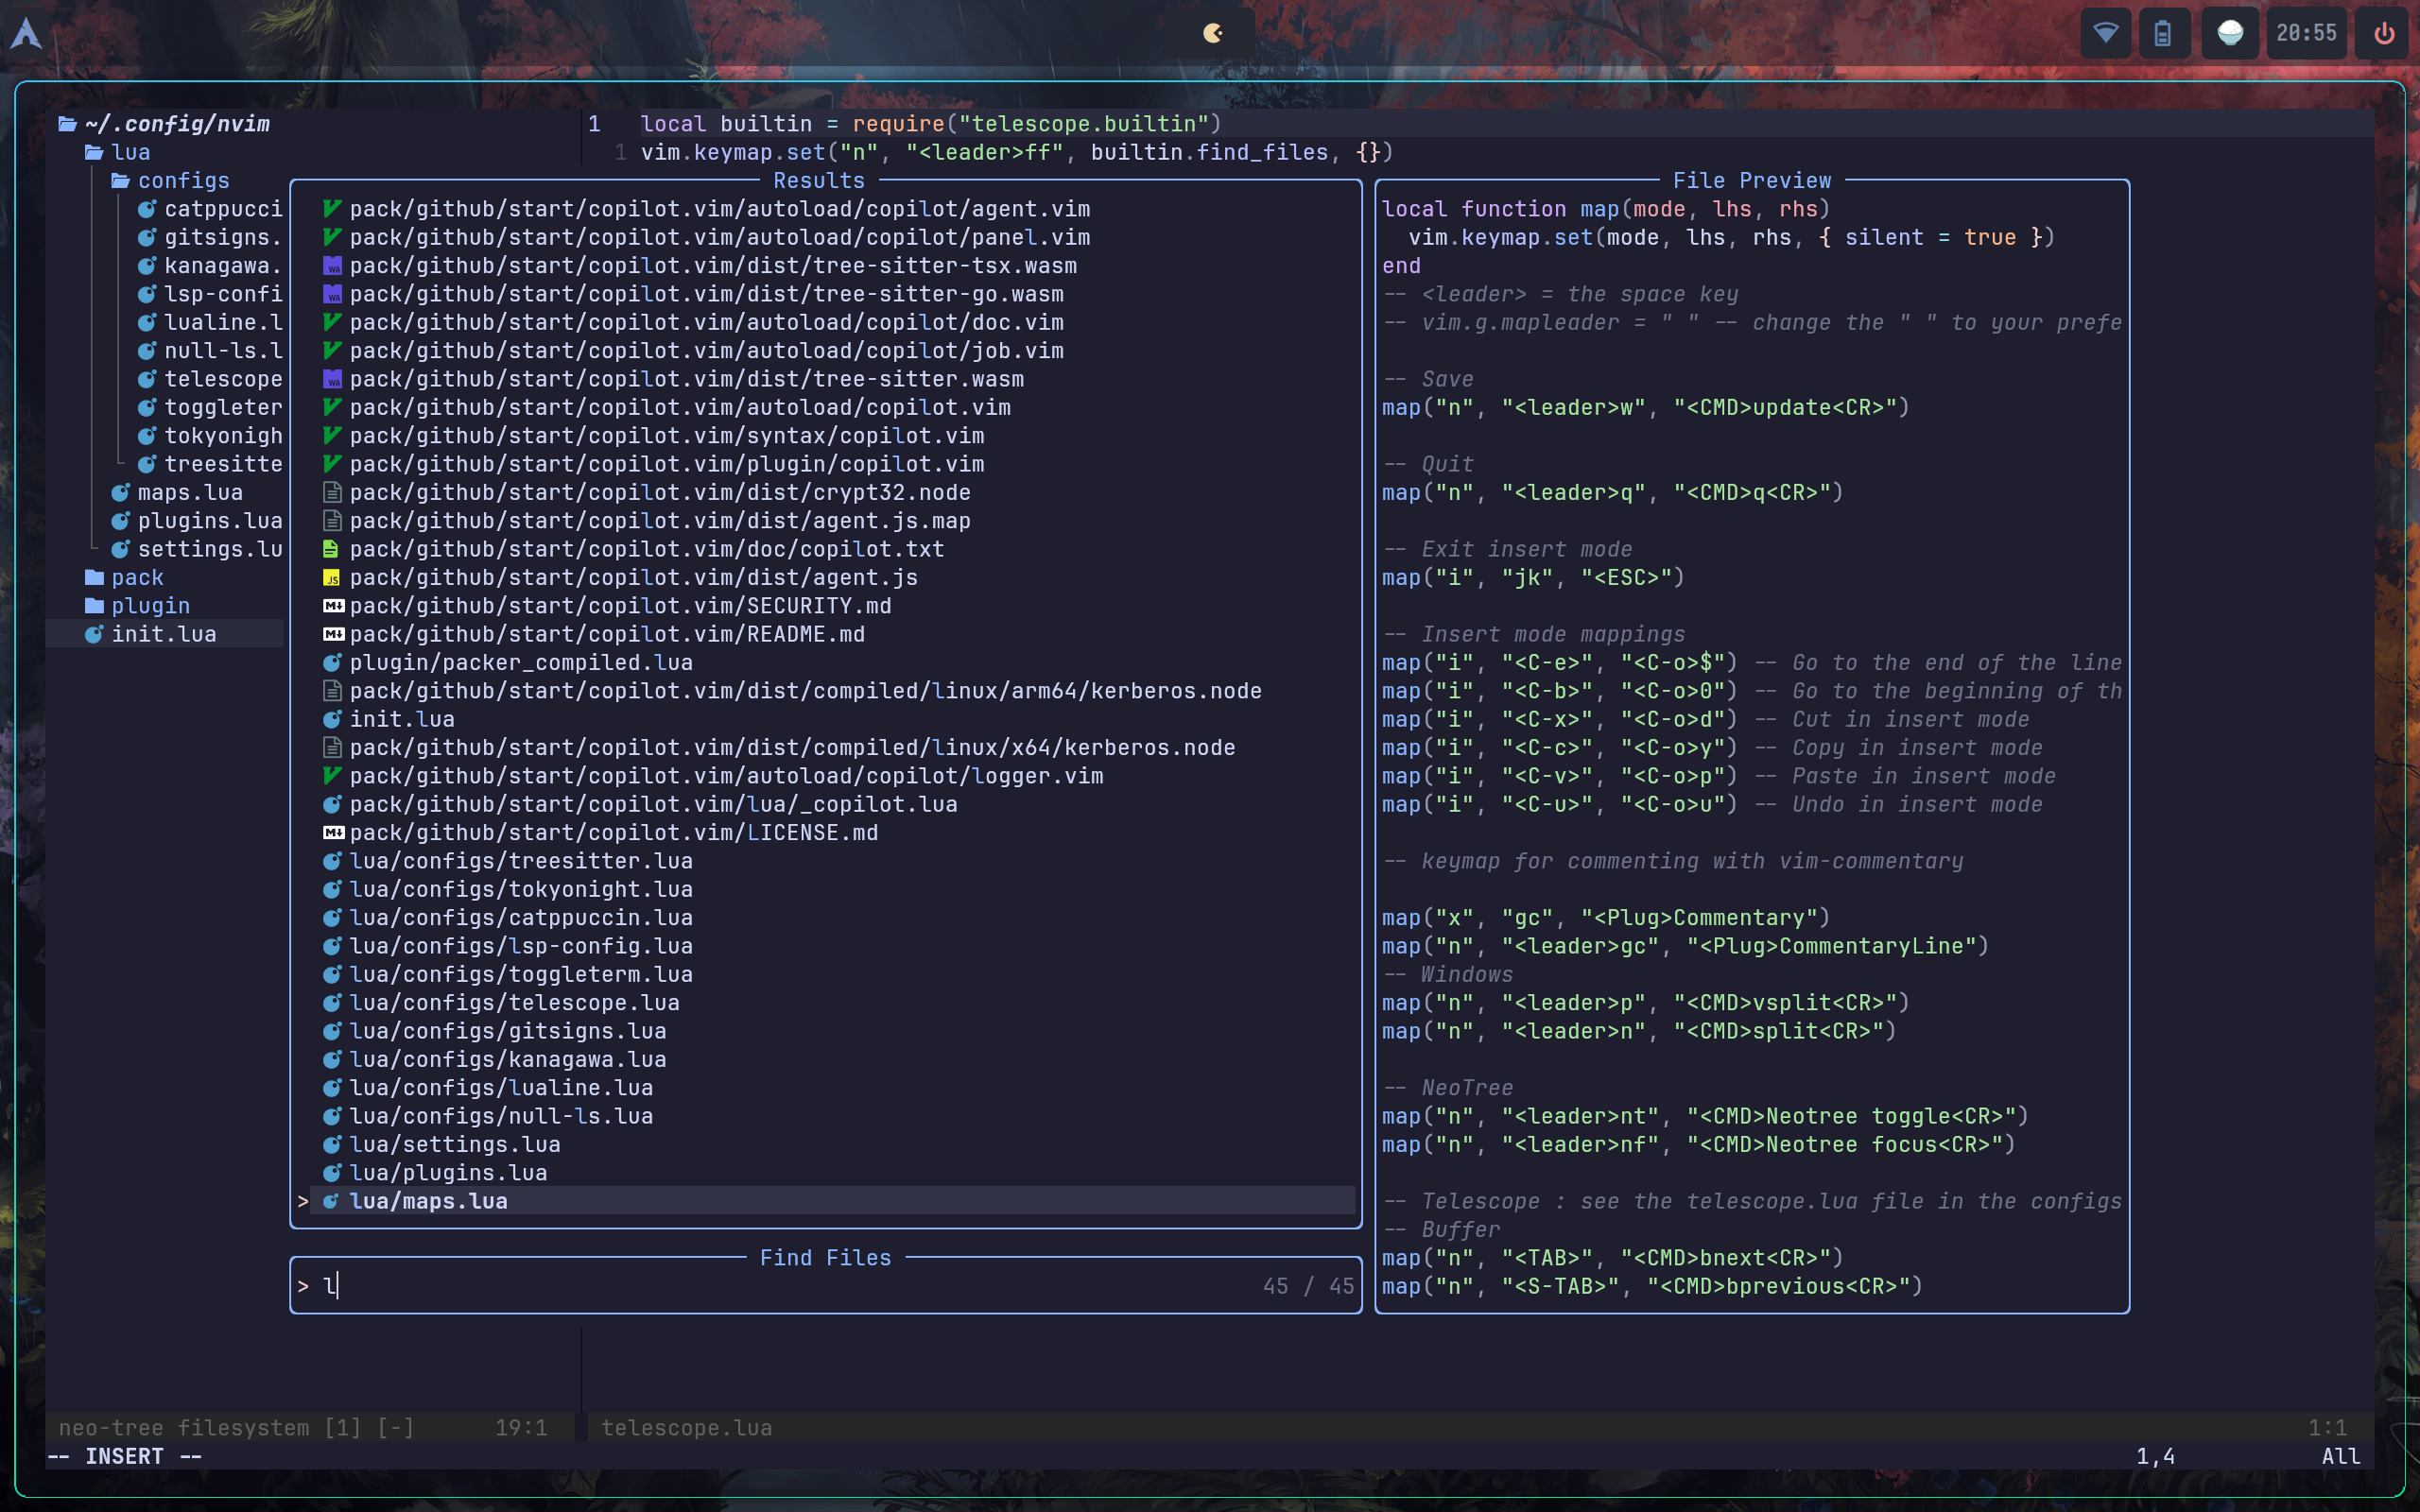 20:55
~/.config/nvim
lua
configs
catppucci
gitsigns.
kanagawa.
lsp-confi
lualine.l
null-ls.l
telescope
toggleter
tokyonigh
treesitte
maps.lua
plugins.lua
settings.lu
pack
plugin
init.lua
1 local builtin = require("telescope.builtin")
1 vim.keymap.set("n", "<leader>ff", builtin.find_files, {})
Results
pack/github/start/copilot.vim/autoload/copilot/agent.vim
pack/github/start/copilot.vim/autoload/copilot/panel.vim
WA pack/github/start/copilot.vim/dist/tree-sitter-tsx.wasm
WA pack/github/start/copilot.vim/dist/tree-sitter-go.wasm
pack/github/start/copilot.vim/autoload/copilot/doc.vim
pack/github/start/copilot.vim/autoload/copilot/job.vim
WA pack/github/start/copilot.vim/dist/tree-sitter.wasm
pack/github/start/copilot.vim/autoload/copilot.vim
pack/github/start/copilot.vim/syntax/copilot.vim
pack/github/start/copilot.vim/plugin/copilot.vim
pack/github/start/copilot.vim/dist/crypt32.node
pack/github/start/copilot.vim/dist/agent.js.map
pack/github/start/copilot.vim/doc/copilot.txt
JS pack/github/start/copilot.vim/dist/agent.js
M↓ pack/github/start/copilot.vim/SECURITY.md
M↓ pack/github/start/copilot.vim/README.md
plugin/packer_compiled.lua
pack/github/start/copilot.vim/dist/compiled/linux/arm64/kerberos.node
init.lua
pack/github/start/copilot.vim/dist/compiled/linux/x64/kerberos.node
pack/github/start/copilot.vim/autoload/copilot/logger.vim
pack/github/start/copilot.vim/lua/_copilot.lua
M↓ pack/github/start/copilot.vim/LICENSE.md
lua/configs/treesitter.lua
lua/configs/tokyonight.lua
lua/configs/catppuccin.lua
lua/configs/lsp-config.lua
lua/configs/toggleterm.lua
lua/configs/telescope.lua
lua/configs/gitsigns.lua
lua/configs/kanagawa.lua
lua/configs/lualine.lua
lua/configs/null-ls.lua
lua/settings.lua
lua/plugins.lua
> lua/maps.lua
Find Files
> l 45 / 45
File Preview
local function map(mode, lhs, rhs)
  vim.keymap.set(mode, lhs, rhs, { silent = true })
end
-- <leader> = the space key
-- vim.g.mapleader = " " -- change the " " to your prefe
-- Save
map("n", "<leader>w", "<CMD>update<CR>")
-- Quit
map("n", "<leader>q", "<CMD>q<CR>")
-- Exit insert mode
map("i", "jk", "<ESC>")
-- Insert mode mappings
map("i", "<C-e>", "<C-o>$") -- Go to the end of the line
map("i", "<C-b>", "<C-o>0") -- Go to the beginning of th
map("i", "<C-x>", "<C-o>d") -- Cut in insert mode
map("i", "<C-c>", "<C-o>y") -- Copy in insert mode
map("i", "<C-v>", "<C-o>p") -- Paste in insert mode
map("i", "<C-u>", "<C-o>u") -- Undo in insert mode
-- keymap for commenting with vim-commentary
map("x", "gc", "<Plug>Commentary")
map("n", "<leader>gc", "<Plug>CommentaryLine")
-- Windows
map("n", "<leader>p", "<CMD>vsplit<CR>")
map("n", "<leader>n", "<CMD>split<CR>")
-- NeoTree
map("n", "<leader>nt", "<CMD>Neotree toggle<CR>")
map("n", "<leader>nf", "<CMD>Neotree focus<CR>")
-- Telescope : see the telescope.lua file in the configs
-- Buffer
map("n", "<TAB>", "<CMD>bnext<CR>")
map("n", "<S-TAB>", "<CMD>bprevious<CR>")
neo-tree filesystem [1] [-] 19:1 telescope.lua 1:1
-- INSERT -- 1,4 All